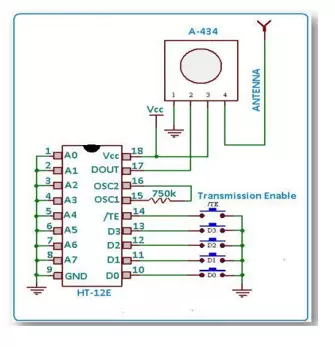 A-434
1 2 3 4
ANTENNA
Vcc
1 A0 Vcc 18
2 A1 DOUT 17
3 A2 OSC2 16
4 A3 OSC1 15 750k
Transmission Enable
5 A4 /TE 14 /TE
6 A5 D3 13 D3
7 A6 D2 12 D2
8 A7 D1 11 D1
9 GND D0 10 D0
HT-12E